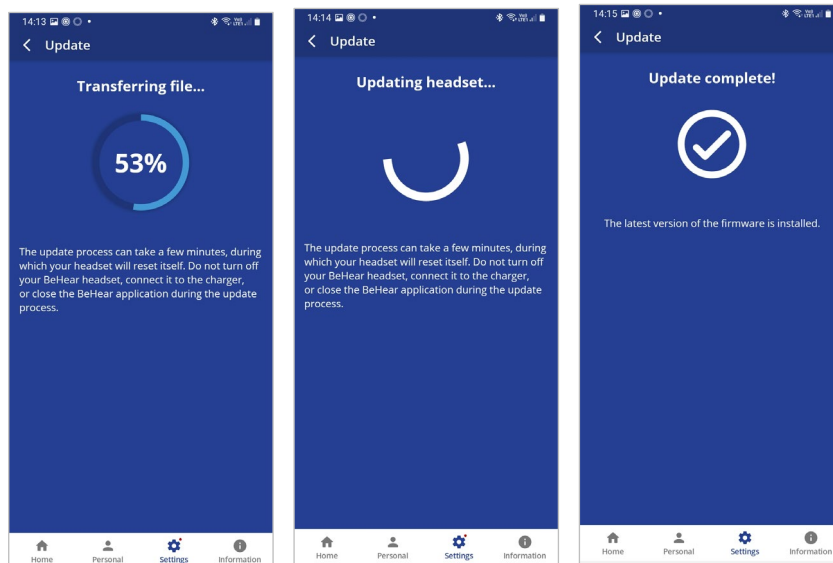 14:13
Update
Transferring file...
53%
The update process can take a few minutes, during
which your headset will reset itself. Do not turn off
your BeHear headset, connect it to the charger,
or close the BeHear application during the update
process.
Home Personal Settings Information
14:14
Update
Updating headset...
The update process can take a few minutes, during
which your headset will reset itself. Do not turn off
your BeHear headset, connect it to the charger,
or close the BeHear application during the update
process.
Home Personal Settings Information
14:15
Update
Update complete!
The latest version of the firmware is installed.
Home Personal Settings Information